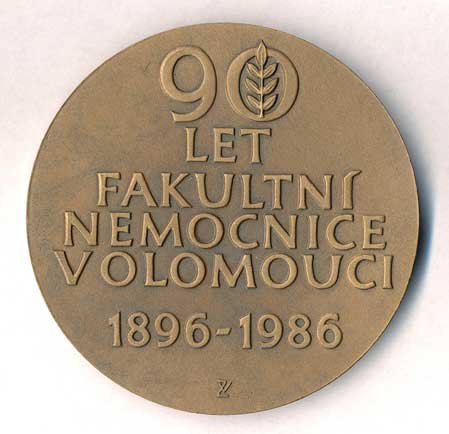 90
LET
FAKULTNÍ
NEMOCNICE
V OLOMOUCI
1896-1986